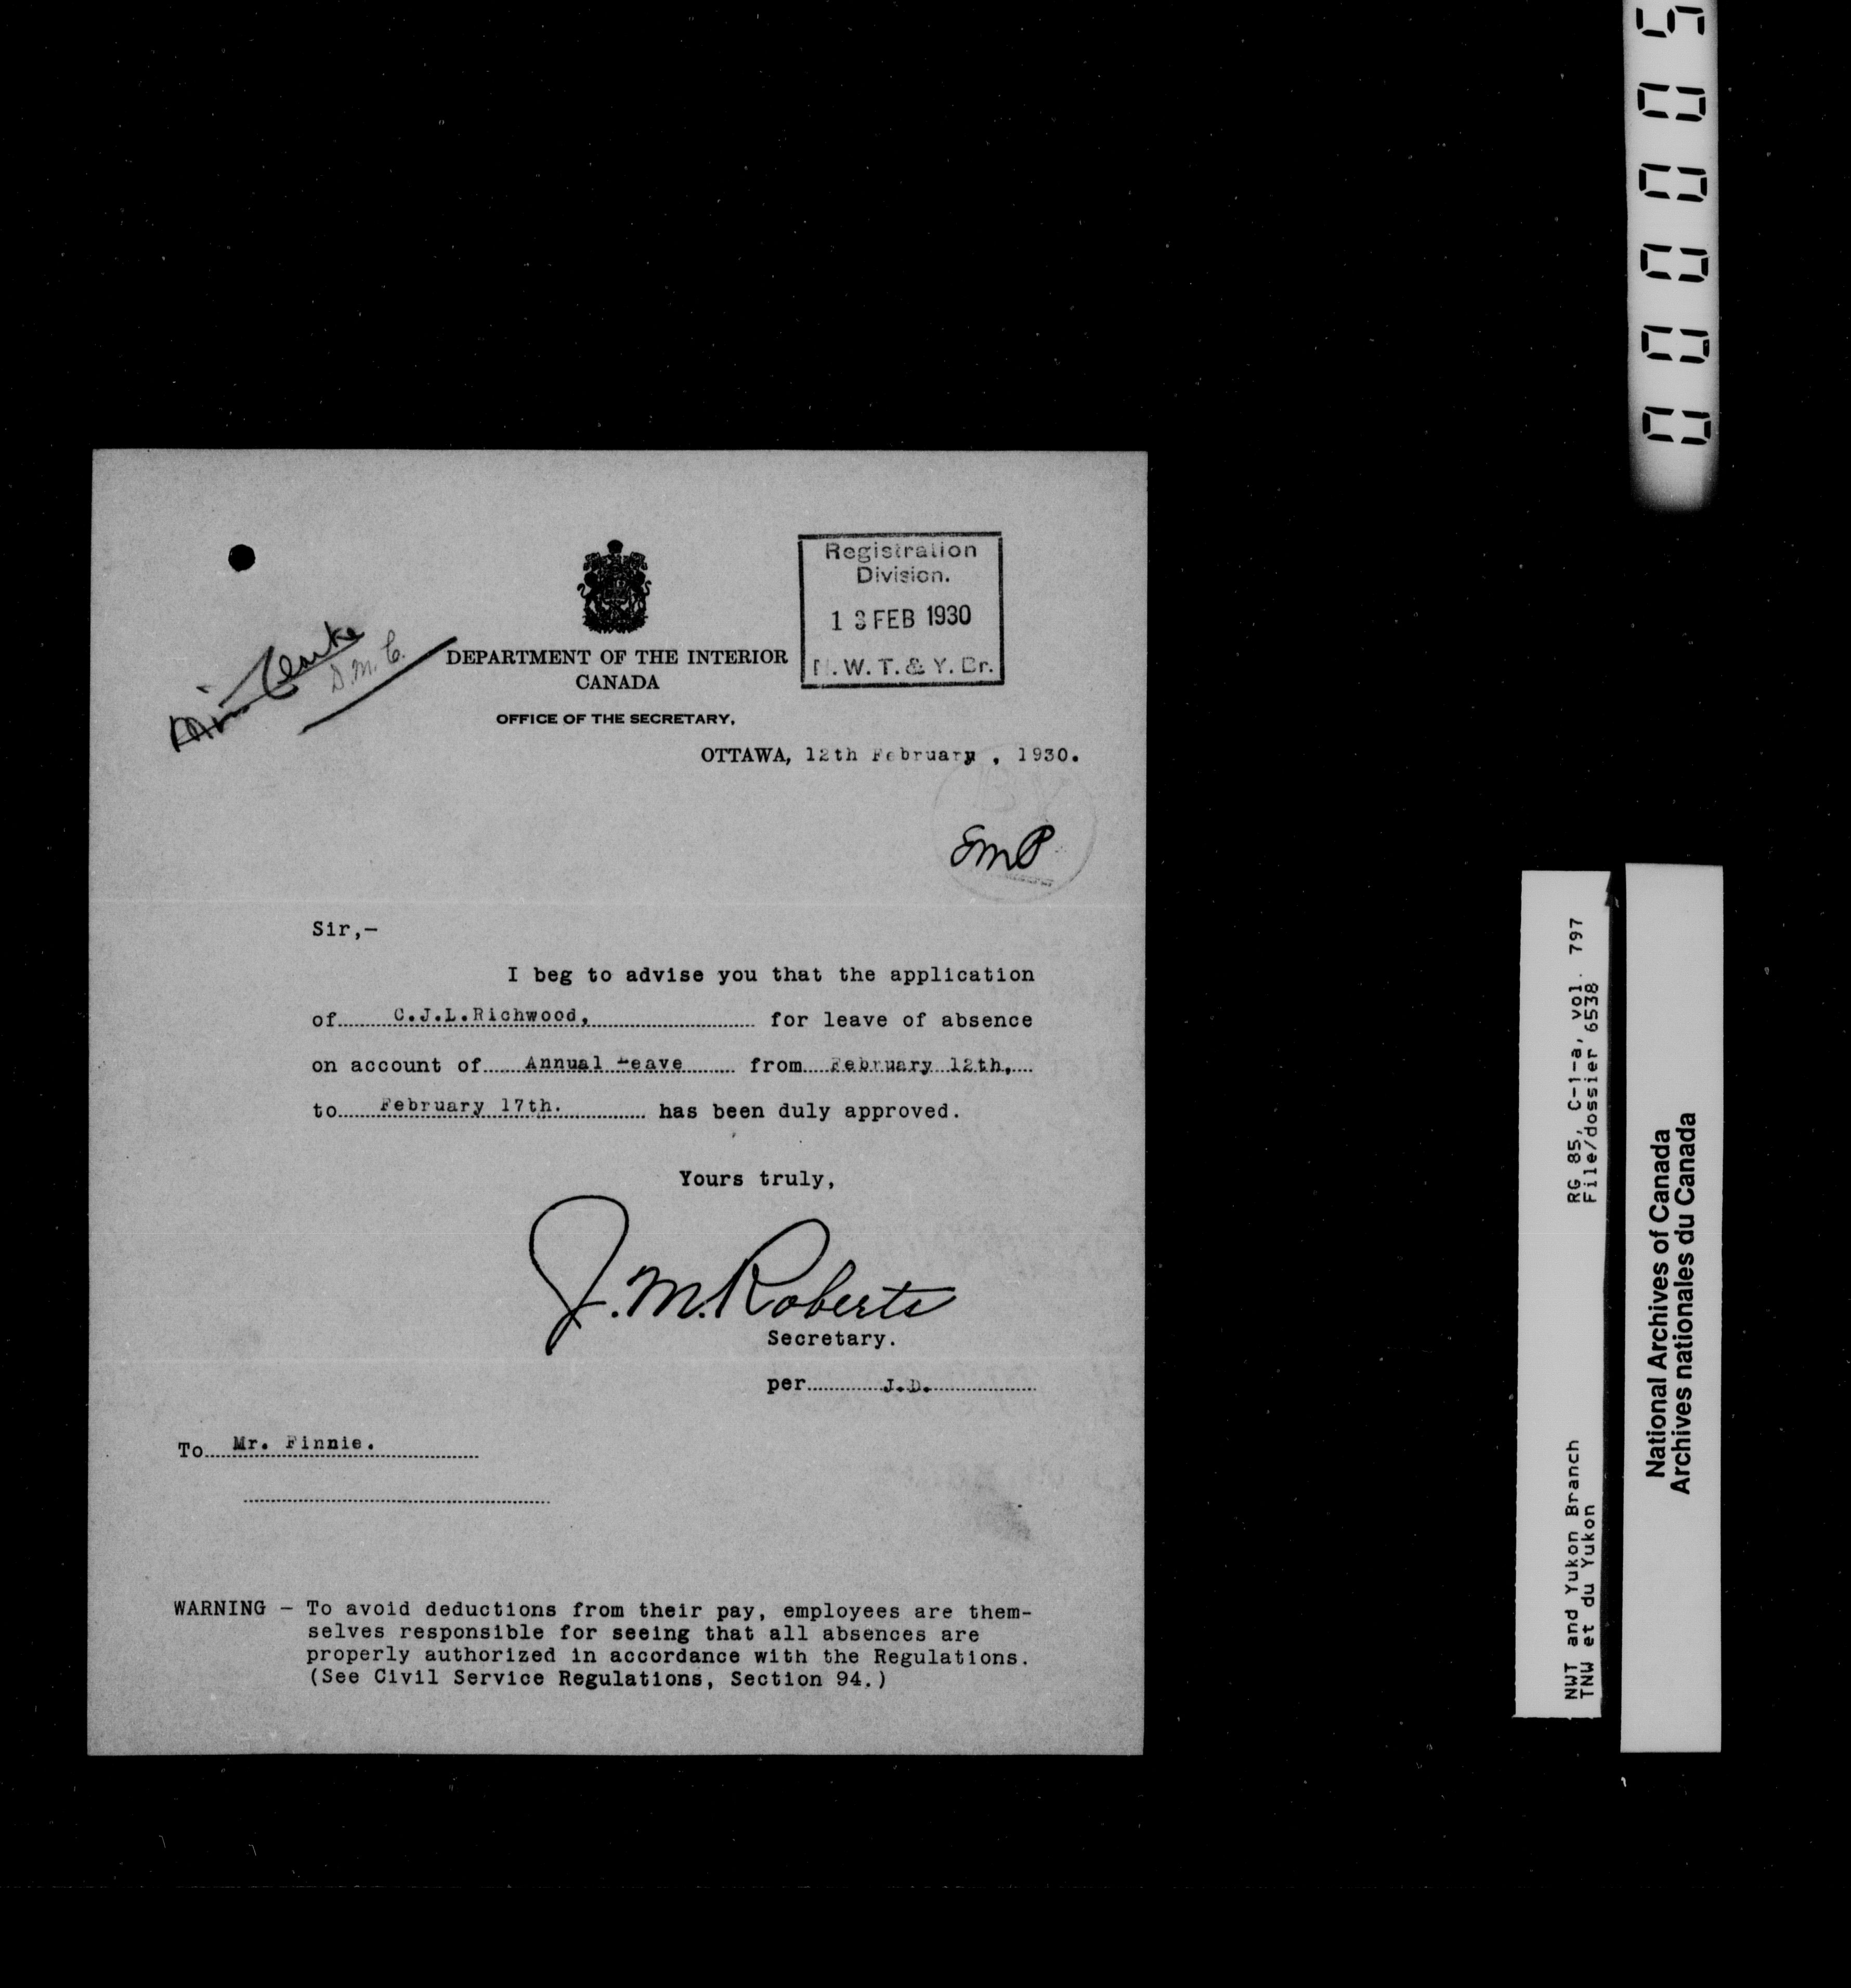 Registration
Division.
13 FEB 1930
N.W.T. & Y. Br.
Miss Clarke
D.M.C.
DEPARTMENT OF THE INTERIOR
CANADA
OFFICE OF THE SECRETARY,
OTTAWA, 12th February , 1930.
EMP
Sir,-
I beg to advise you that the application
of C.J.L.Richwood, for leave of absence
on account of Annual Leave from February 12th,
to February 17th. has been duly approved.
Yours truly,
J.M.Roberts
Secretary.
per J.D.
To Mr. Finnie.
WARNING - To avoid deductions from their pay, employees are them-
selves responsible for seeing that all absences are
properly authorized in accordance with the Regulations.
(See Civil Service Regulations, Section 94.)
000005
NWT and Yukon Branch RG 85, C-1-a, vol. 797
TNW et du Yukon File/dossier 6538
National Archives of Canada
Archives nationales du Canada